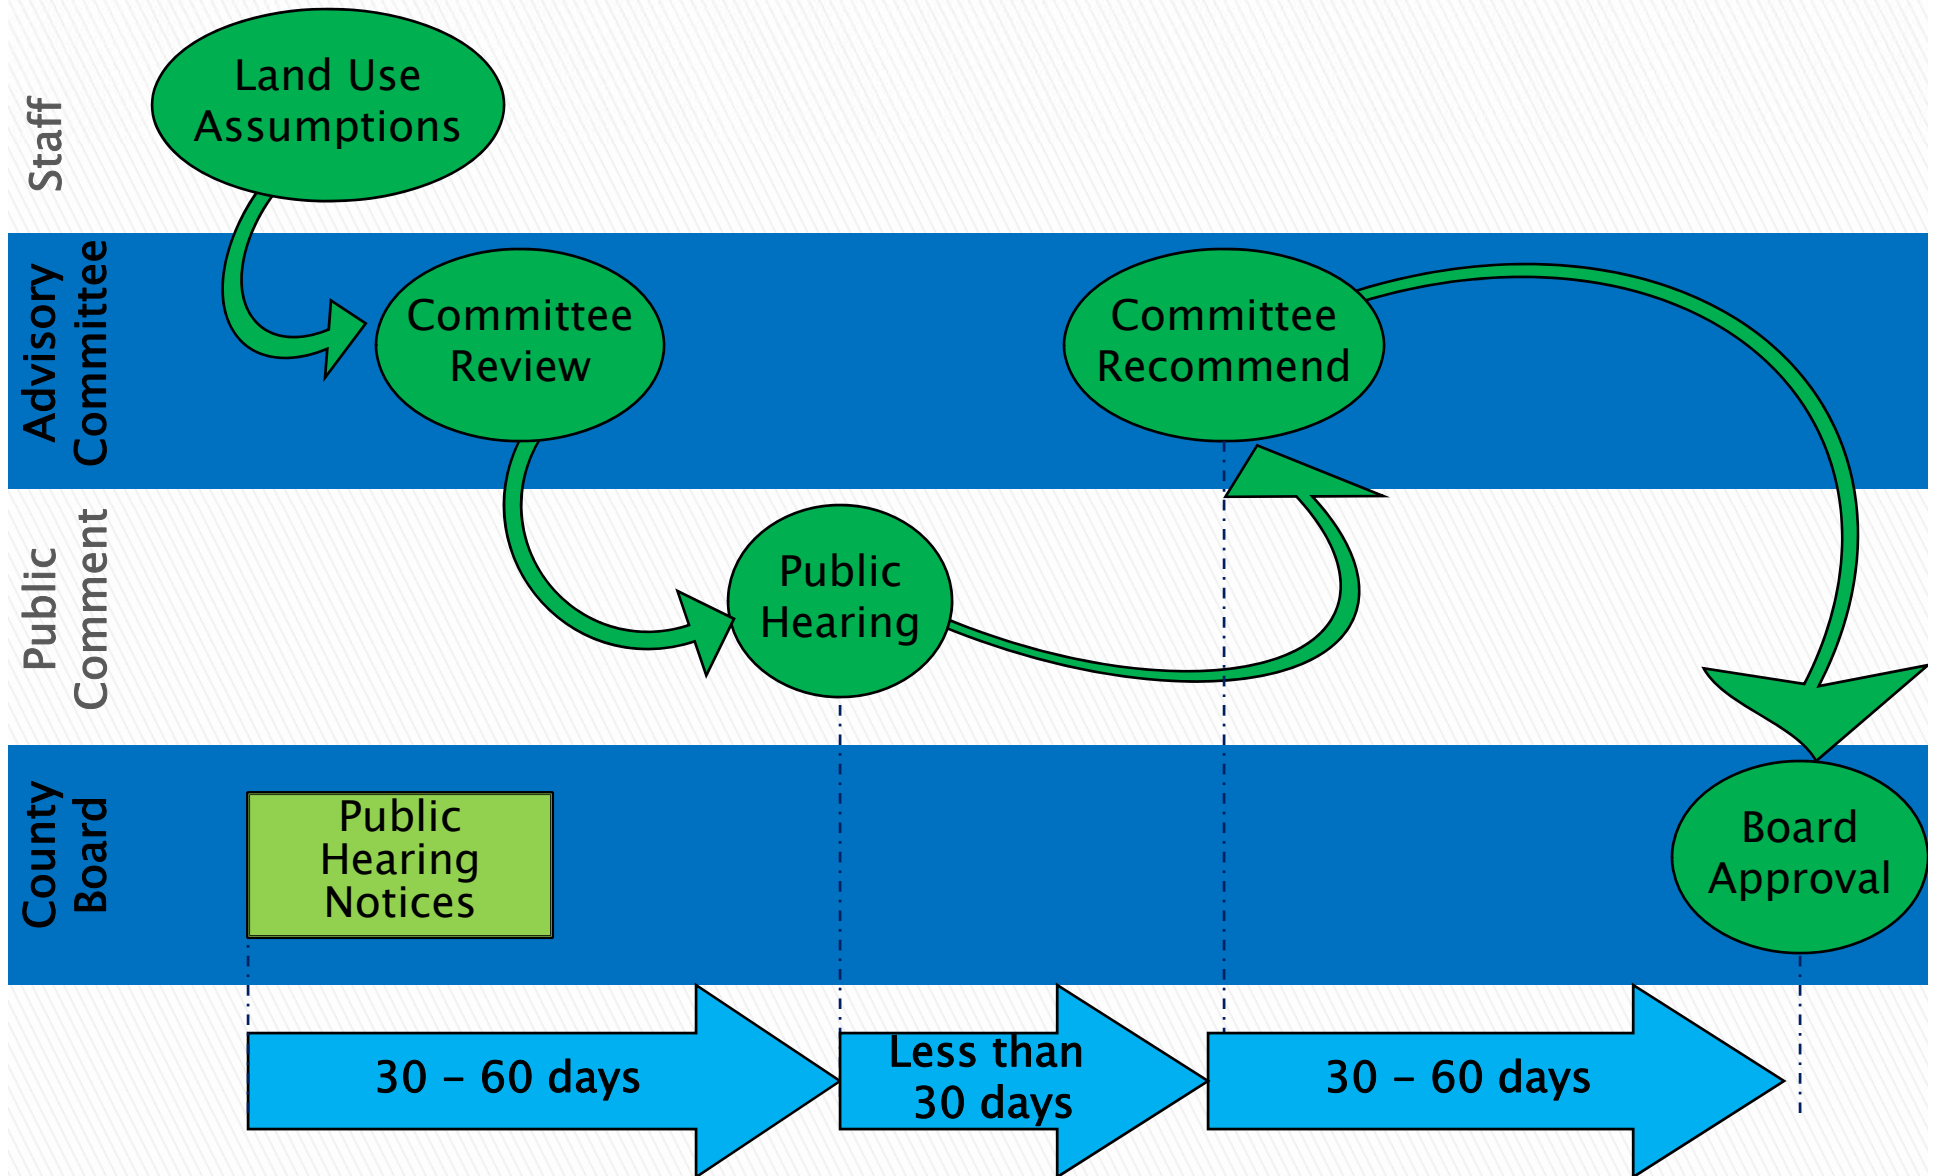 Staff
Land Use
Assumptions
Advisory
Committee
Committee
Review
Committee
Recommend
Public
Comment
Public
Hearing
County
Board
Public
Hearing
Notices
Board
Approval
30 – 60 days
Less than
30 days
30 – 60 days